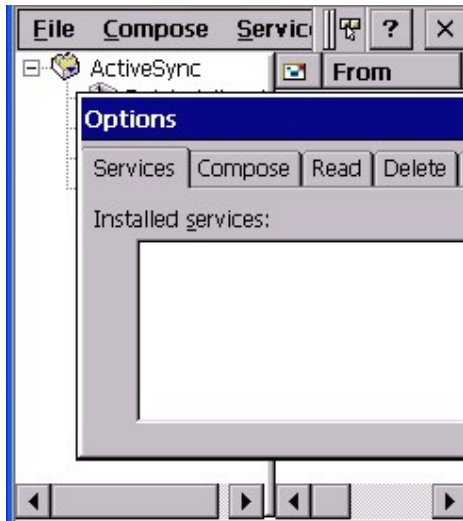 File Compose Servic ? ×
ActiveSync
From
Options
Services Compose Read Delete
Installed services: